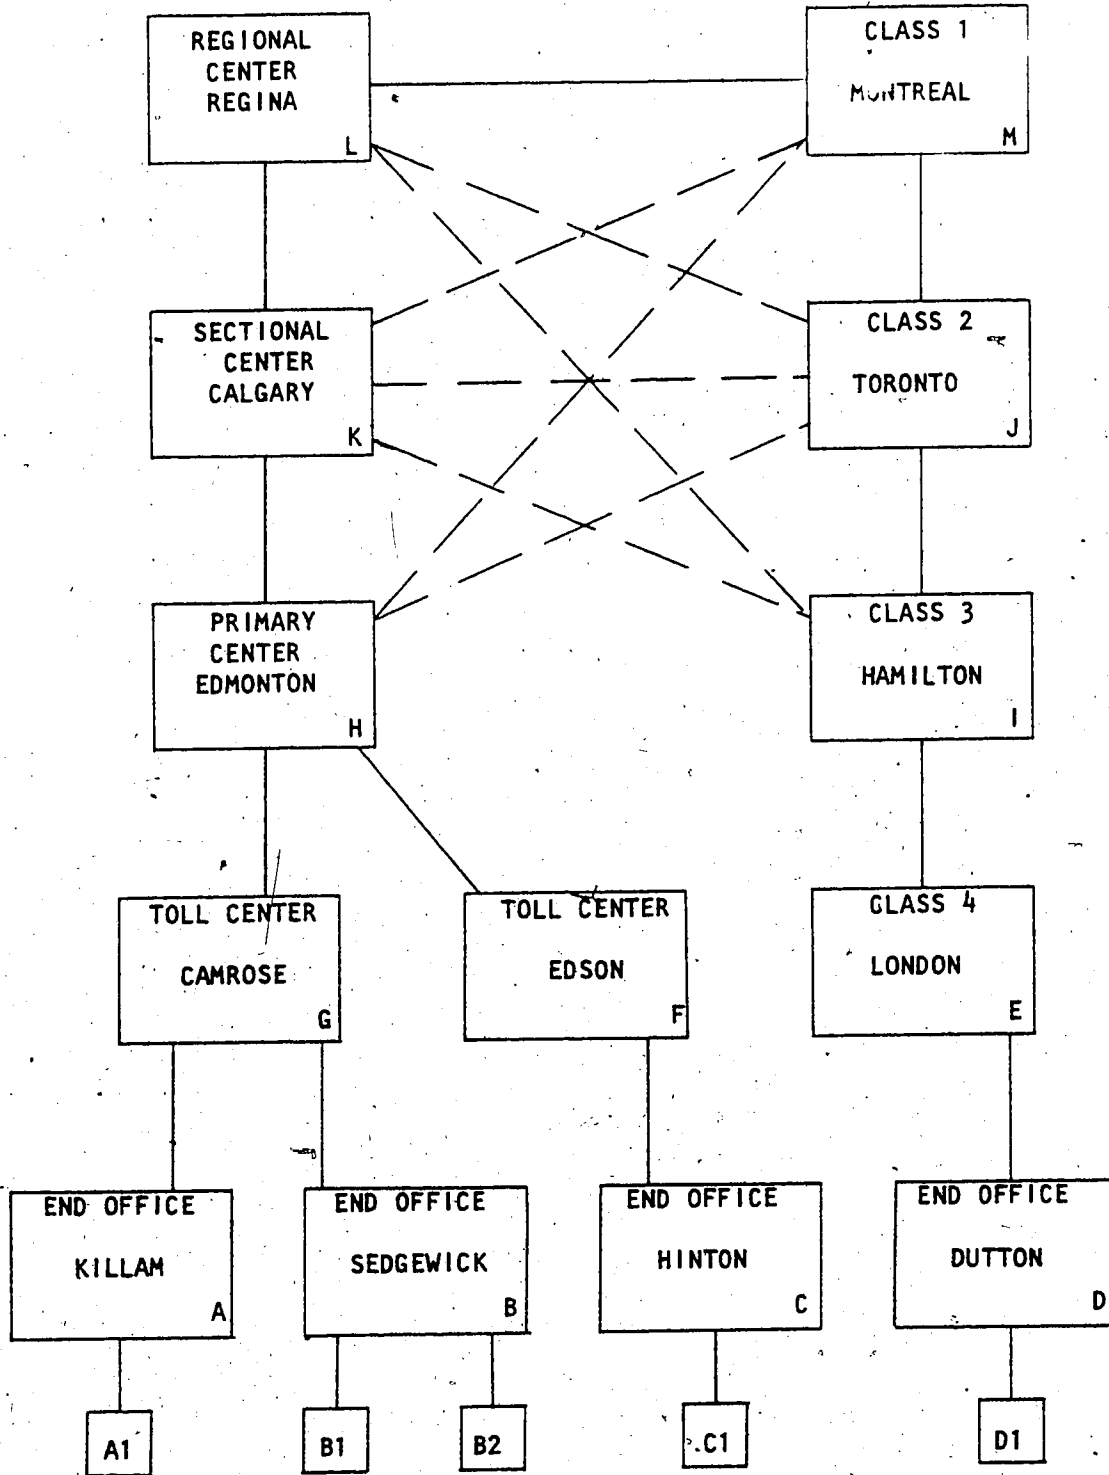 REGIONAL
CENTER
REGINA
L
CLASS 1
MONTREAL
M
SECTIONAL
CENTER
CALGARY
K
CLASS 2
TORONTO
J
PRIMARY
CENTER
EDMONTON
H
CLASS 3
HAMILTON
I
TOLL CENTER
CAMROSE
G
TOLL CENTER
EDSON
F
CLASS 4
LONDON
E
END OFFICE
KILLAM
A
END OFFICE
SEDGEWICK
B
END OFFICE
HINTON
C
END OFFICE
DUTTON
D
A1
B1
B2
C1
D1